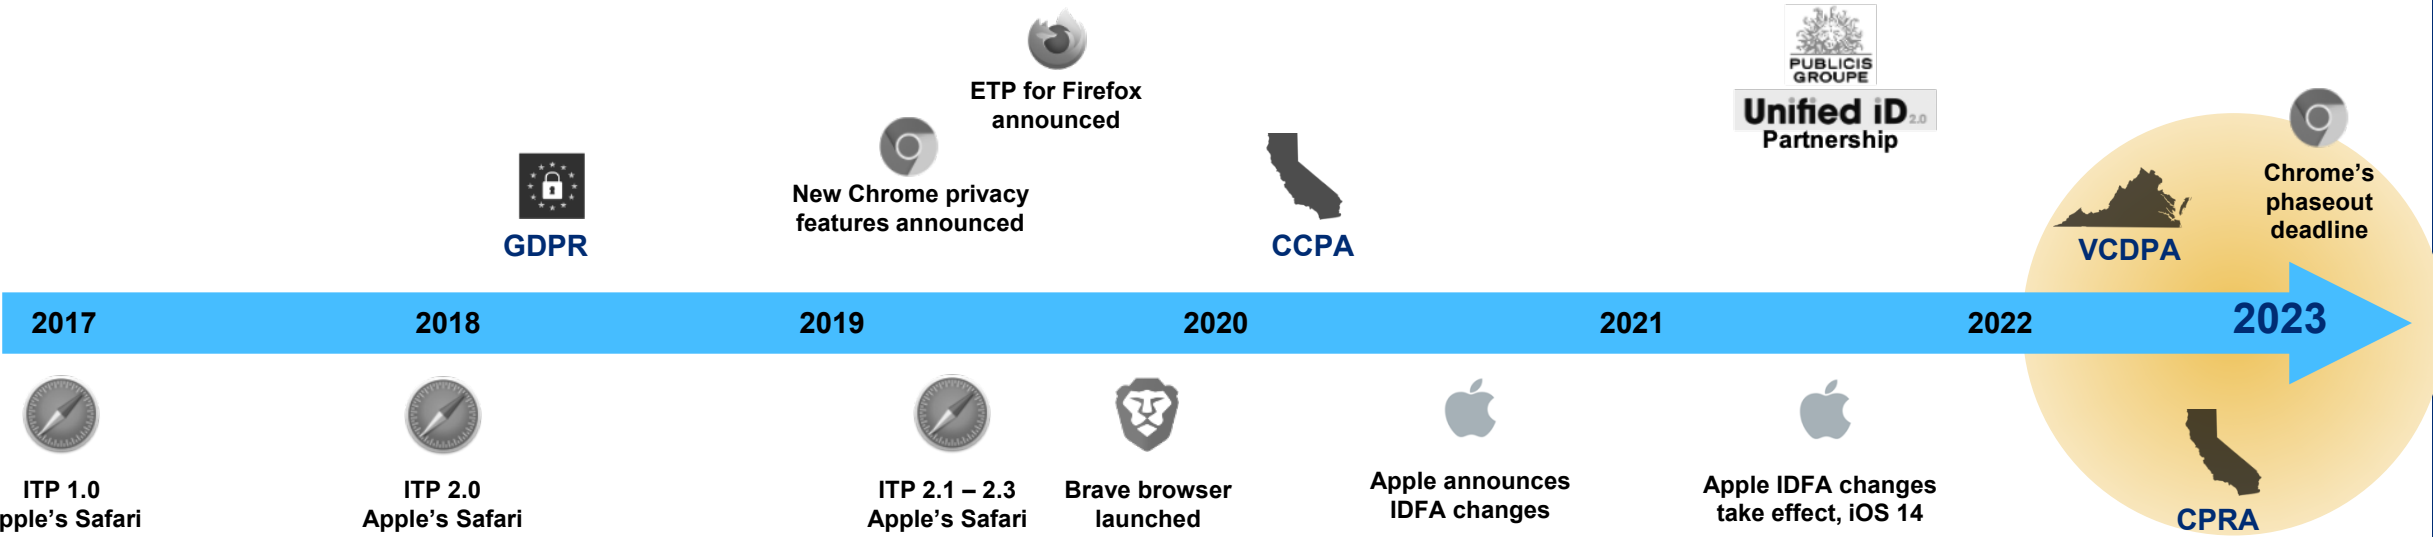 ETP for Firefox
announced
PUBLICIS
GROUPE
Unified iD 2.0
Partnership
New Chrome privacy
features announced
Chrome's
phaseout
deadline
GDPR
CCPA
VCDPA
2017
2018
2019
2020
2021
2022
2023
ITP 1.0
pple's Safari
ITP 2.0
Apple's Safari
ITP 2.1 – 2.3
Apple's Safari
Brave browser
launched
Apple announces
IDFA changes
Apple IDFA changes
take effect, iOS 14
CPRA